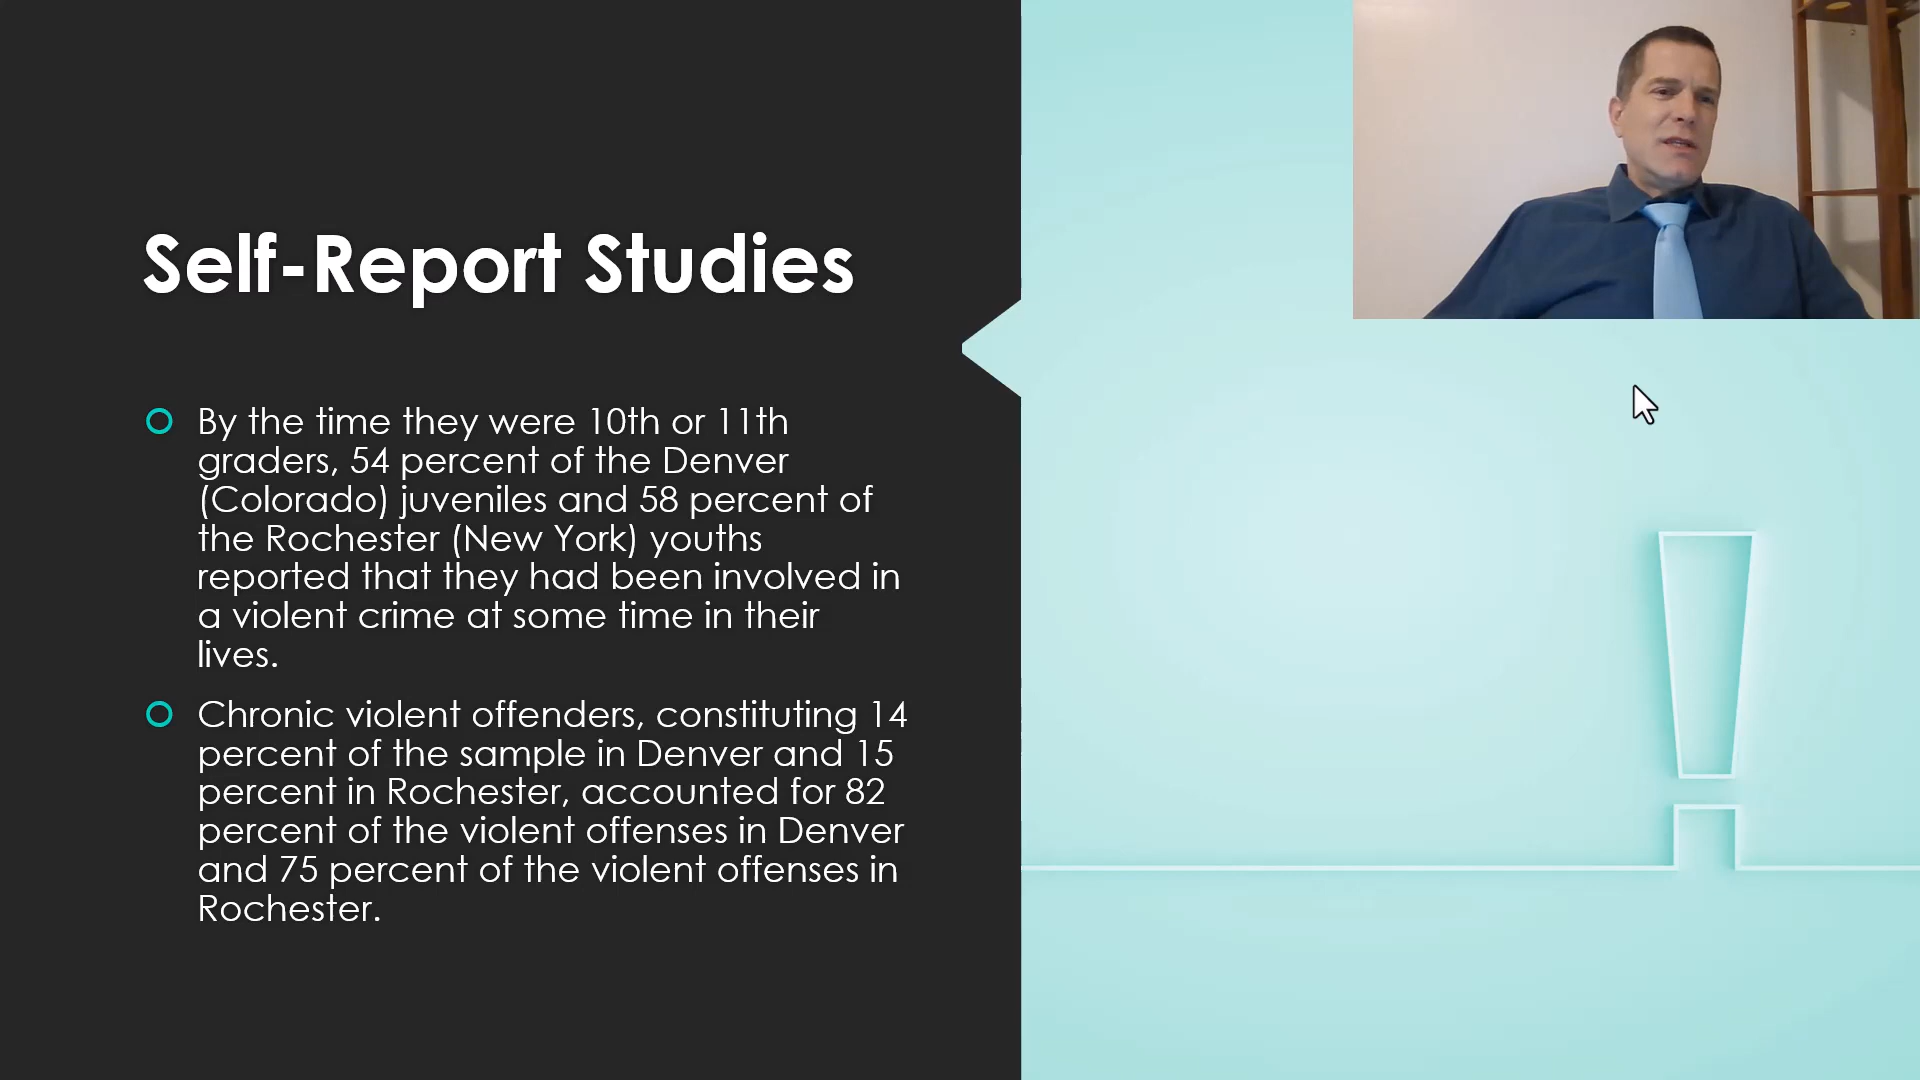 Self-Report Studies
By the time they were 10th or 11th
graders, 54 percent of the Denver
(Colorado) juveniles and 58 percent of
the Rochester (New York) youths
reported that they had been involved in
a violent crime at some time in their
lives.
Chronic violent offenders, constituting 14
percent of the sample in Denver and 15
percent in Rochester, accounted for 82
percent of the violent offenses in Denver
and 75 percent of the violent offenses in
Rochester.